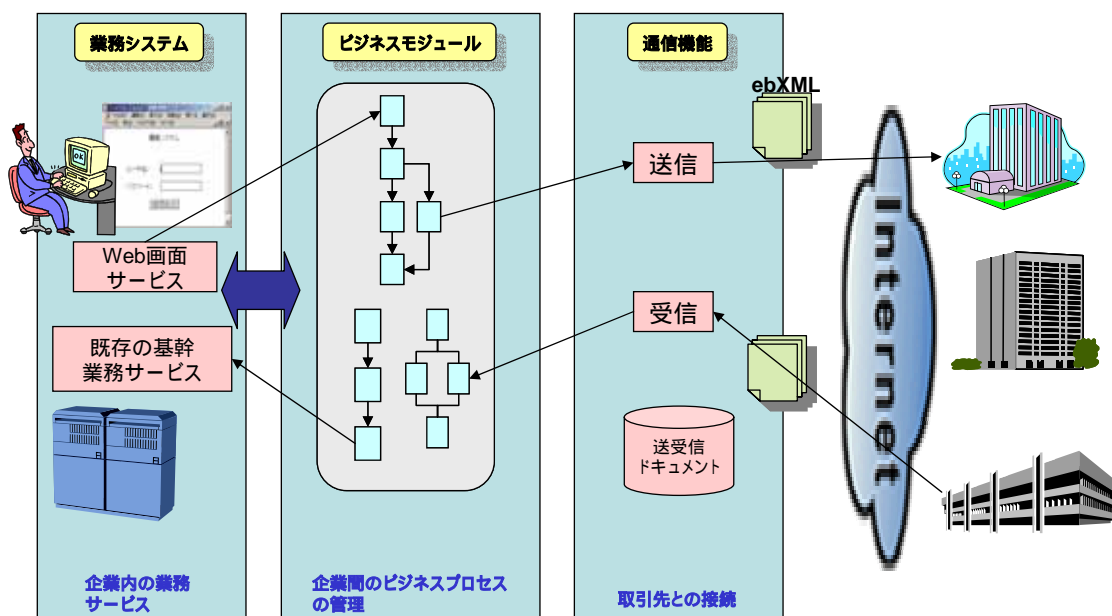 業務システム
ビジネスモジュール
通信機能
ebXML
OK
送信
Web画面
サービス
受信
既存の基幹
業務サービス
送受信
ドキュメント
Internet
企業内の業務
サービス
企業間のビジネスプロセス
の管理
取引先との接続